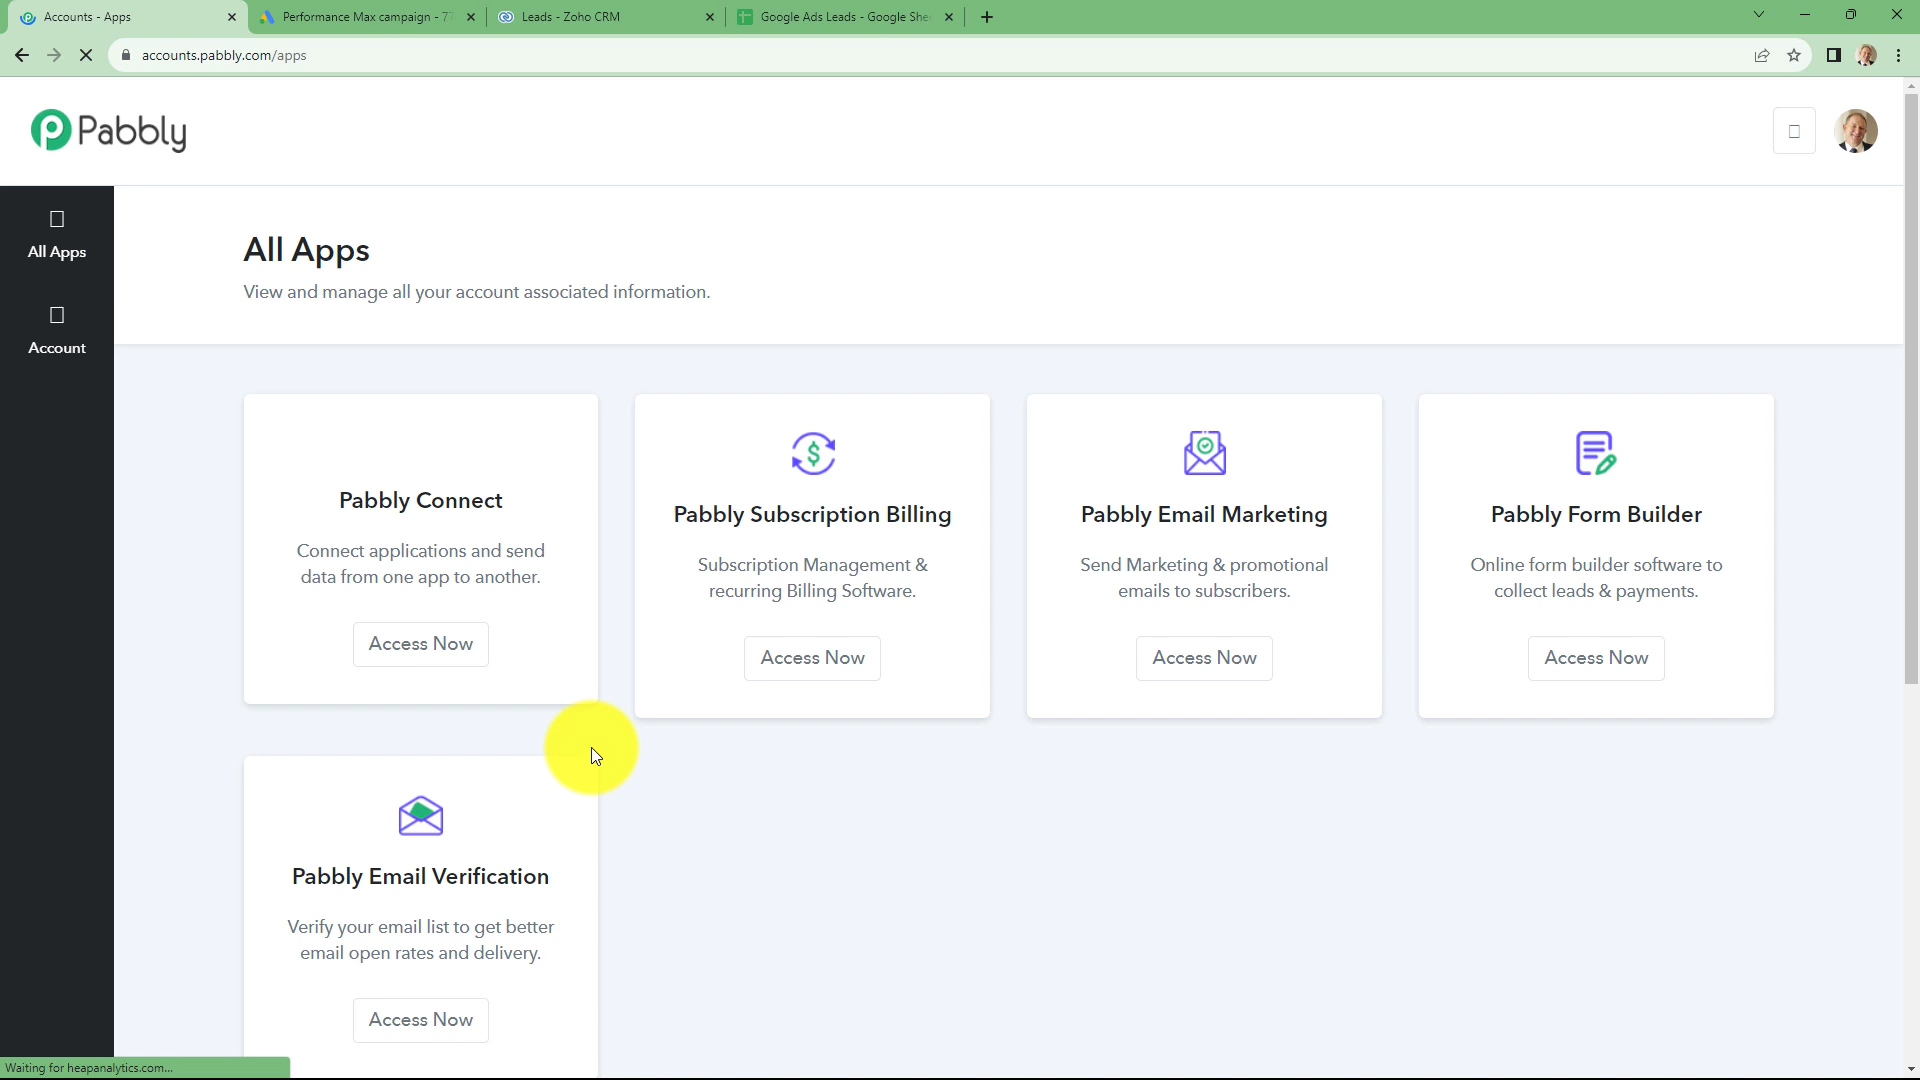 Accounts - Apps
Performance Max campaign - 77
Leads - Zoho CRM
Google Ads Leads - Google She
accounts.pabbly.com/apps
Pabbly
All Apps
Account
All Apps
View and manage all your account associated information.
Pabbly Connect
Connect applications and send
data from one app to another.
Access Now
Pabbly Subscription Billing
Subscription Management &
recurring Billing Software.
Access Now
Pabbly Email Marketing
Send Marketing & promotional
emails to subscribers.
Access Now
Pabbly Form Builder
Online form builder software to
collect leads & payments.
Access Now
Pabbly Email Verification
Verify your email list to get better
email open rates and delivery.
Access Now
Waiting for heapanalytics.com...